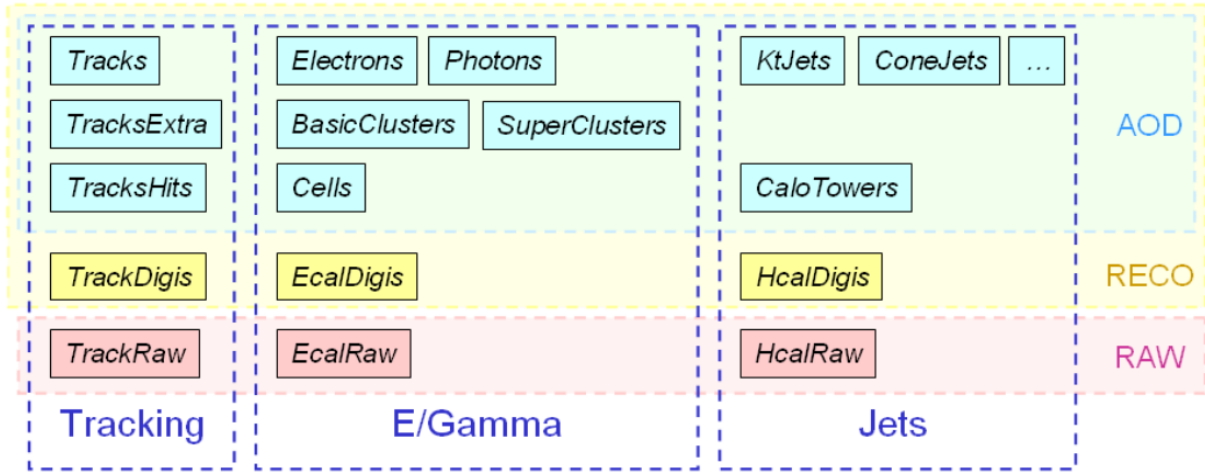 Tracks Electrons Photons KtJets ConeJets ...
TracksExtra BasicClusters SuperClusters AOD
TracksHits Cells CaloTowers
TrackDigis EcalDigis HcalDigis RECO
TrackRaw EcalRaw HcalRaw RAW
Tracking E/Gamma Jets